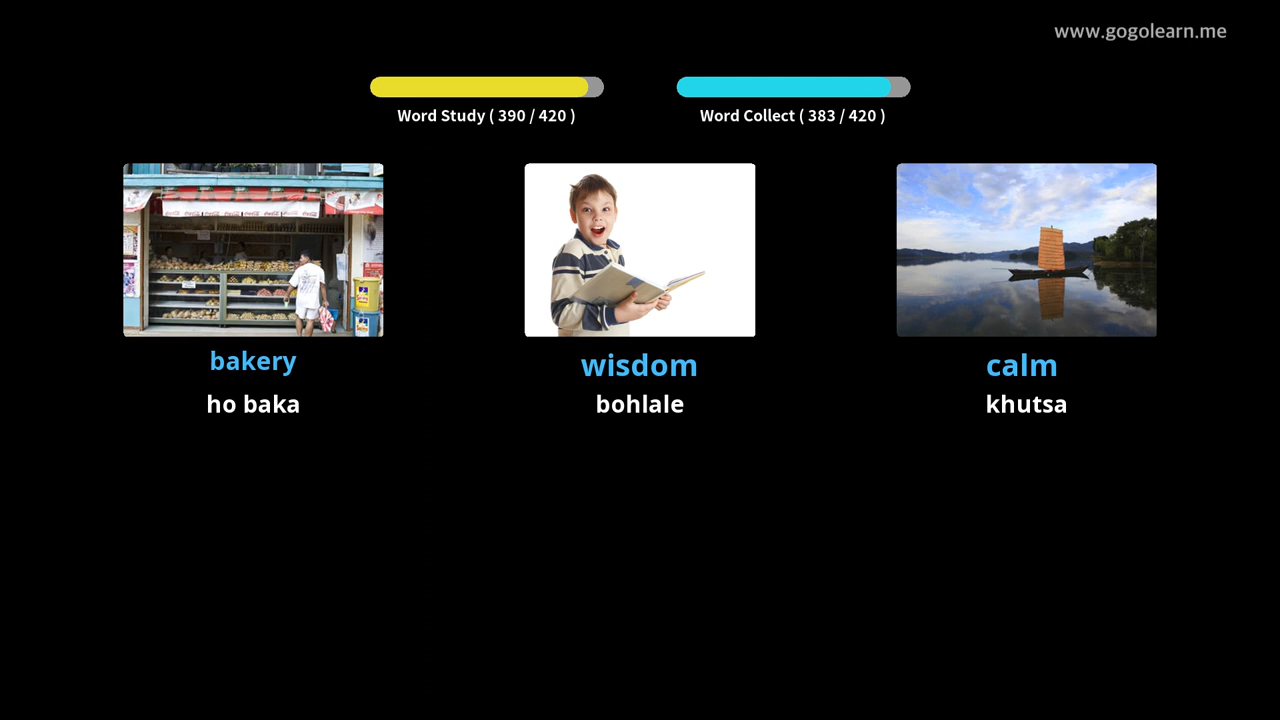 www.gogolearn.me
Word Study ( 390 / 420 )
Word Collect ( 383 / 420 )
bakery
wisdom
calm
ho baka
bohlale
khutsa